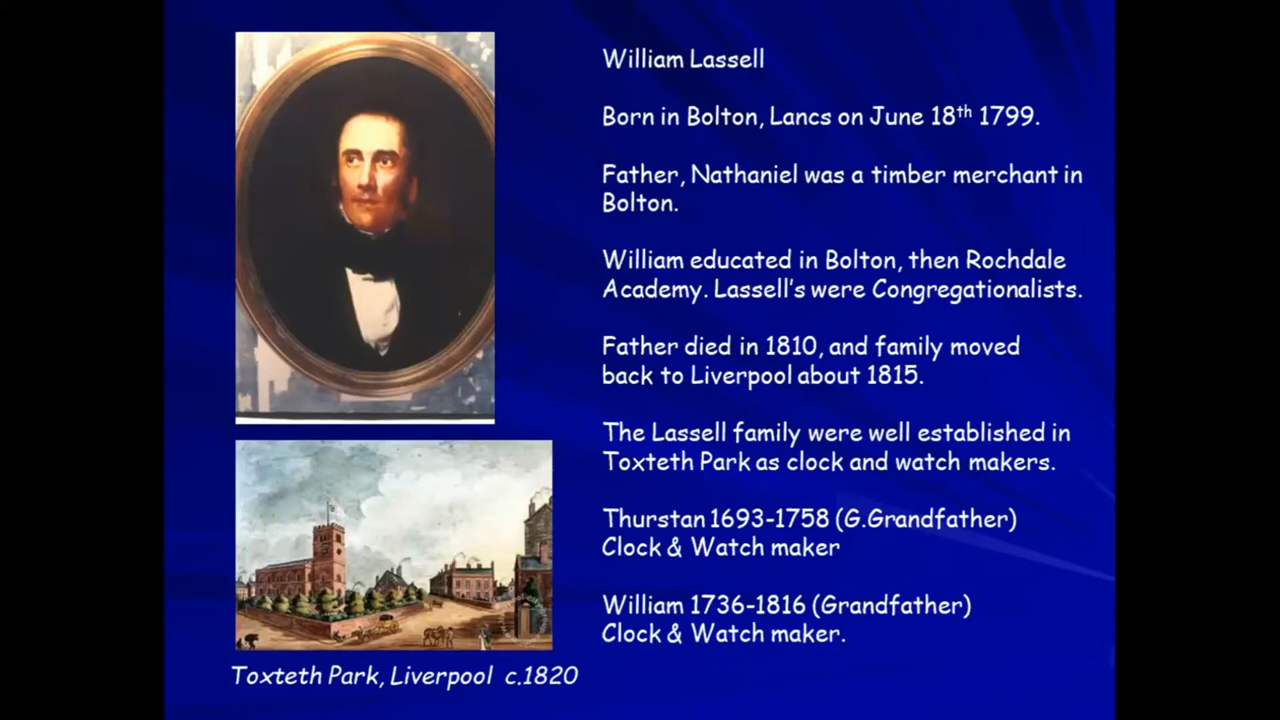 William Lassell
Born in Bolton, Lancs on June 18th 1799.
Father, Nathaniel was a timber merchant in
Bolton.
William educated in Bolton, then Rochdale
Academy. Lassell's were Congregationalists.
Father died in 1810, and family moved
back to Liverpool about 1815.
The Lassell family were well established in
Toxteth Park as clock and watch makers.
Thurstan 1693-1758 (G.Grandfather)
Clock & Watch maker
William 1736-1816 (Grandfather)
Clock & Watch maker.
Toxteth Park, Liverpool c.1820